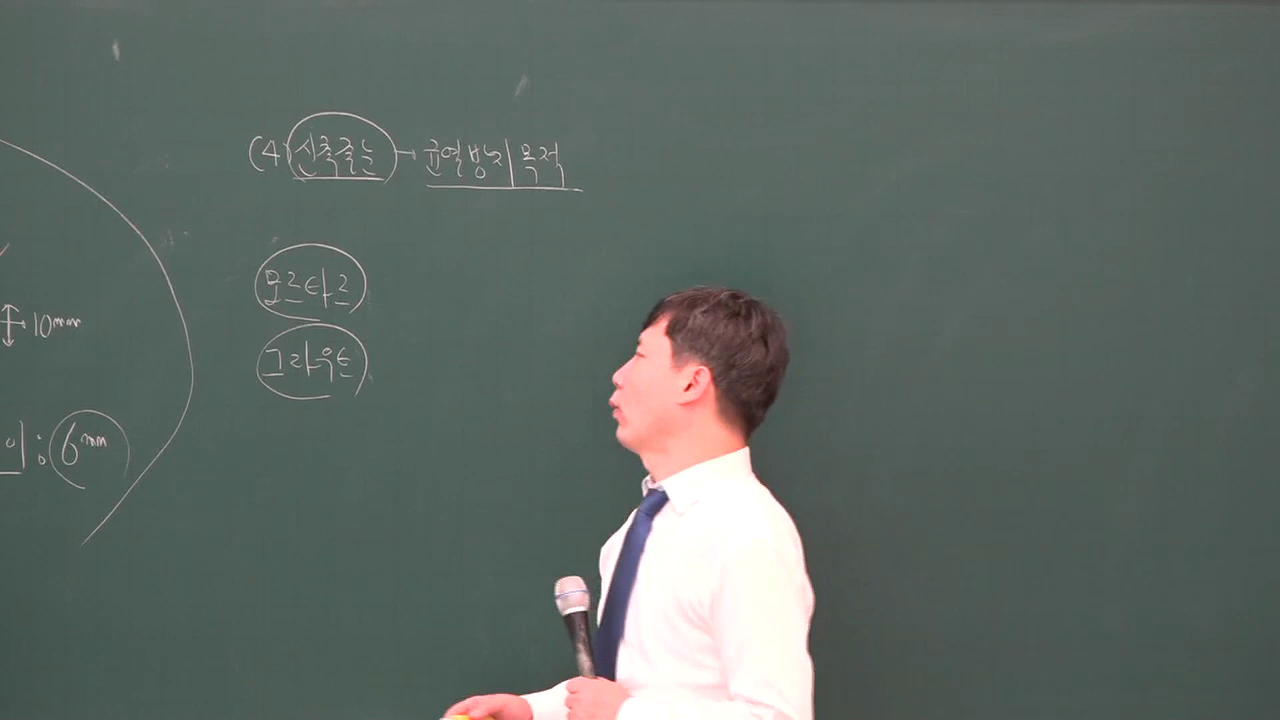 (4) 신축줄눈 → 균열방지 목적
모르타르
그라우트
10mm
이 : 6mm